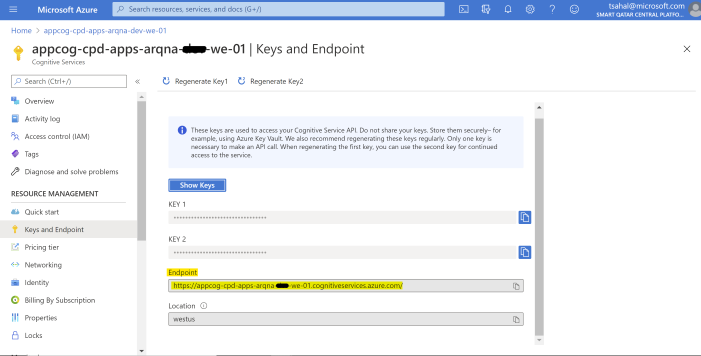 Microsoft Azure
Search resources, services, and docs (G+/)
tsahal@microsoft.com
SMART QATAR CENTRAL PLATFO...
Home > appcog-cpd-apps-arqna-dev-we-01
appcog-cpd-apps-arqna- -we-01 | Keys and Endpoint
Cognitive Services
Search (Ctrl+/)
Regenerate Key1
Regenerate Key2
Overview
Activity log
Access control (IAM)
Tags
Diagnose and solve problems
RESOURCE MANAGEMENT
Quick start
Keys and Endpoint
Pricing tier
Networking
Identity
Billing By Subscription
Properties
Locks
These keys are used to access your Cognitive Service API. Do not share your keys. Store them securely– for
example, using Azure Key Vault. We also recommend regenerating these keys regularly. Only one key is
necessary to make an API call. When regenerating the first key, you can use the second key for continued
access to the service.
Show Keys
KEY 1
KEY 2
Endpoint
https://appcog-cpd-apps-arqna- -we-01.cognitiveservices.azure.com/
Location
westus